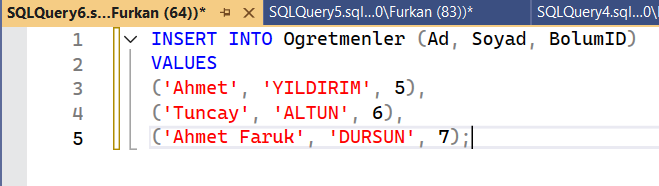 SQLQuery6.s...Furkan (64))* SQLQuery5.sql...0\Furkan (83))* SQLQuery4.sql...0\
1 INSERT INTO Ogretmenler (Ad, Soyad, BolumID)
2 VALUES
3 ('Ahmet', 'YILDIRIM', 5),
4 ('Tuncay', 'ALTUN', 6),
5 ('Ahmet Faruk', 'DURSUN', 7);